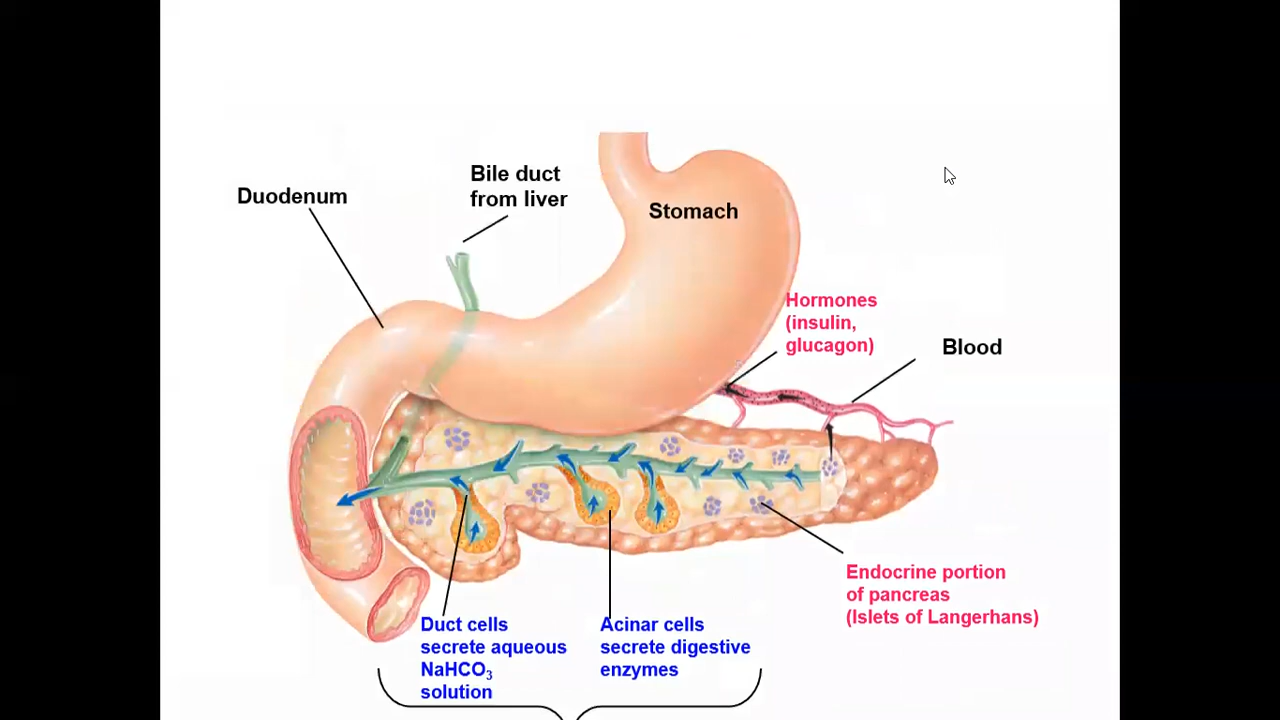 Duodenum
Bile duct
from liver
Stomach
Hormones
(insulin,
glucagon)
Blood
Endocrine portion
of pancreas
(Islets of Langerhans)
Duct cells
secrete aqueous
NaHCO₃
solution
Acinar cells
secrete digestive
enzymes